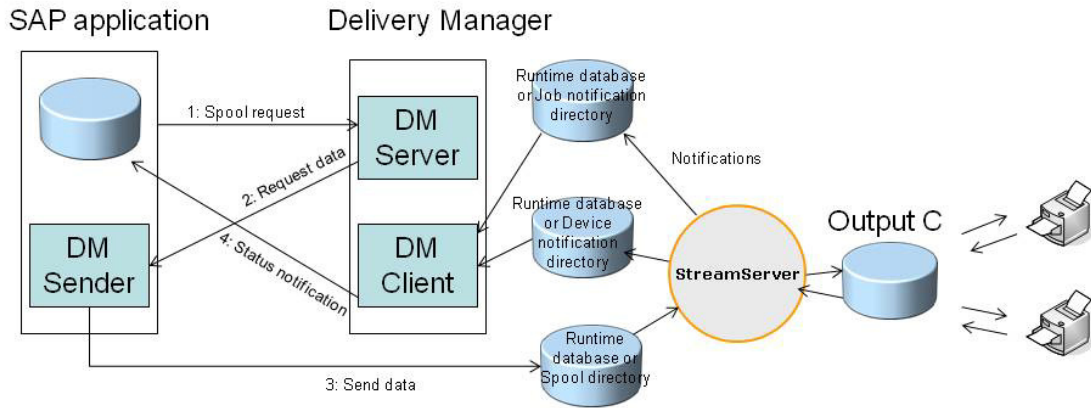 SAP application
Delivery Manager
Runtime database
or Job notification
directory
1: Spool request
DM
Server
Notifications
2: Request data
Runtime database
or Device
notification
directory
Output C
DM
Sender
4: Status notification
DM
Client
StreamServer
Runtime
database or
Spool directory
3: Send data